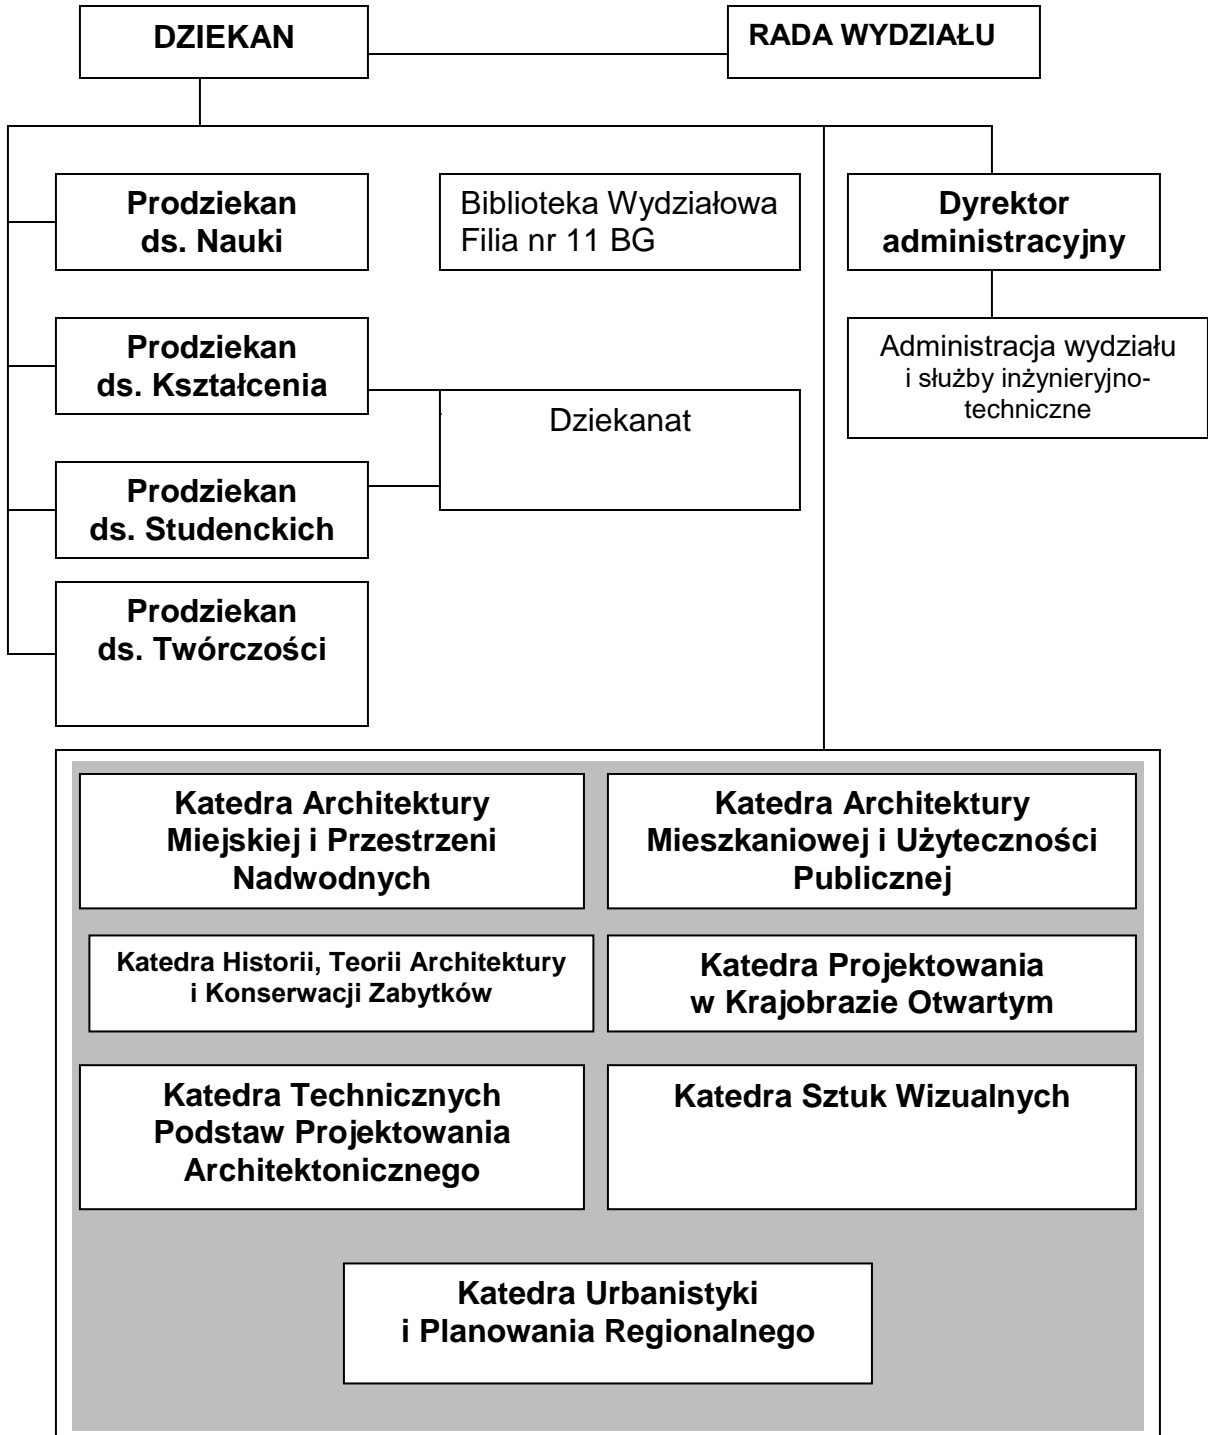 DZIEKAN
RADA WYDZIAŁU
Prodziekan
ds. Nauki
Biblioteka Wydziałowa
Filia nr 11 BG
Dyrektor
administracyjny
Prodziekan
ds. Kształcenia
Administracja wydziału
i służby inżynieryjno-
techniczne
Dziekanat
Prodziekan
ds. Studenckich
Prodziekan
ds. Twórczości
Katedra Architektury
Miejskiej i Przestrzeni
Nadwodnych
Katedra Architektury
Mieszkaniowej i Użyteczności
Publicznej
Katedra Historii, Teorii Architektury
i Konserwacji Zabytków
Katedra Projektowania
w Krajobrazie Otwartym
Katedra Technicznych
Podstaw Projektowania
Architektonicznego
Katedra Sztuk Wizualnych
Katedra Urbanistyki
i Planowania Regionalnego